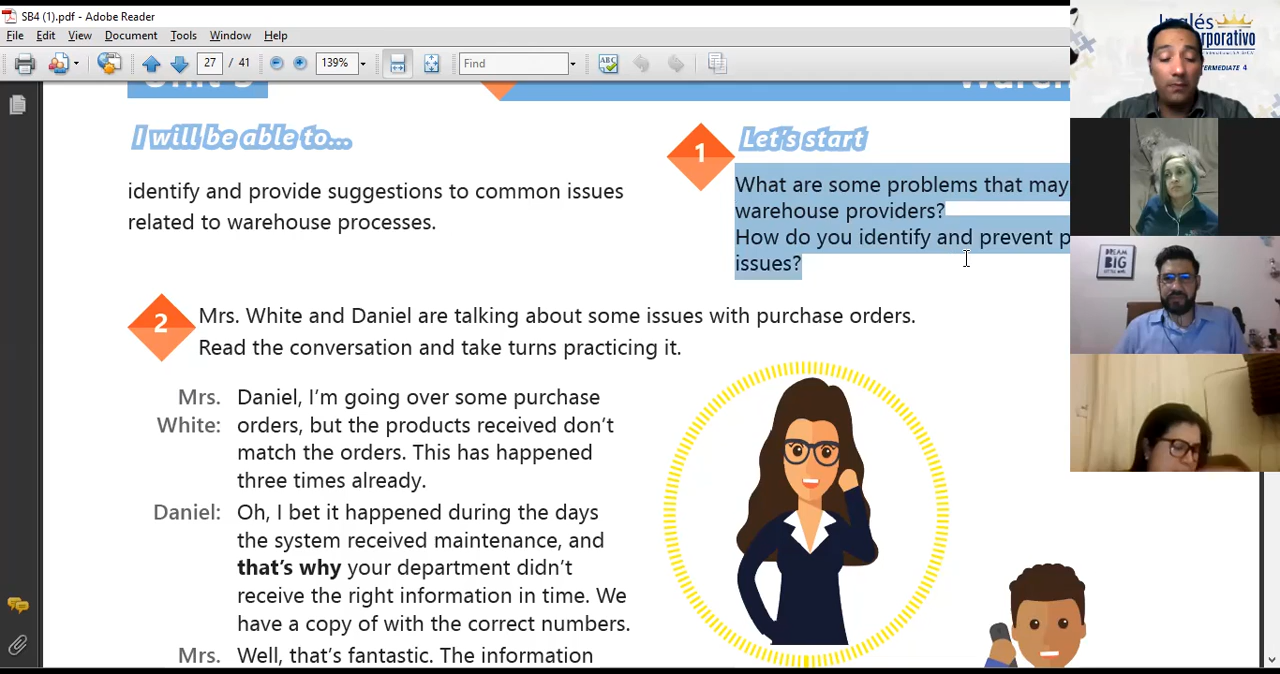 SB4 (1).pdf - Adobe Reader
File Edit View Document Tools Window Help
27 / 41 139% Find
Inglés
Corporativo
INTERMEDIATE 4
I will be able to...
identify and provide suggestions to common issues
related to warehouse processes.
1 Let's start
What are some problems that may
warehouse providers?
How do you identify and prevent p
issues?
DREAM
BIG
2 Mrs. White and Daniel are talking about some issues with purchase orders.
Read the conversation and take turns practicing it.
Mrs. Daniel, I'm going over some purchase
White: orders, but the products received don't
match the orders. This has happened
three times already.
Daniel: Oh, I bet it happened during the days
the system received maintenance, and
that's why your department didn't
receive the right information in time. We
have a copy of with the correct numbers.
Mrs. Well, that's fantastic. The information